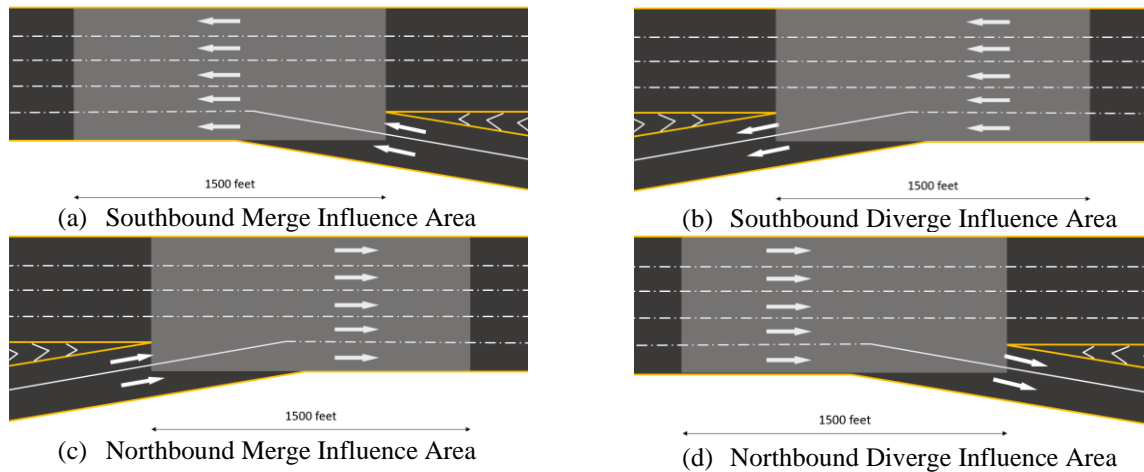 1500 feet
1500 feet
(a) Southbound Merge Influence Area
(b) Southbound Diverge Influence Area
1500 feet
1500 feet
(c) Northbound Merge Influence Area
(d) Northbound Diverge Influence Area